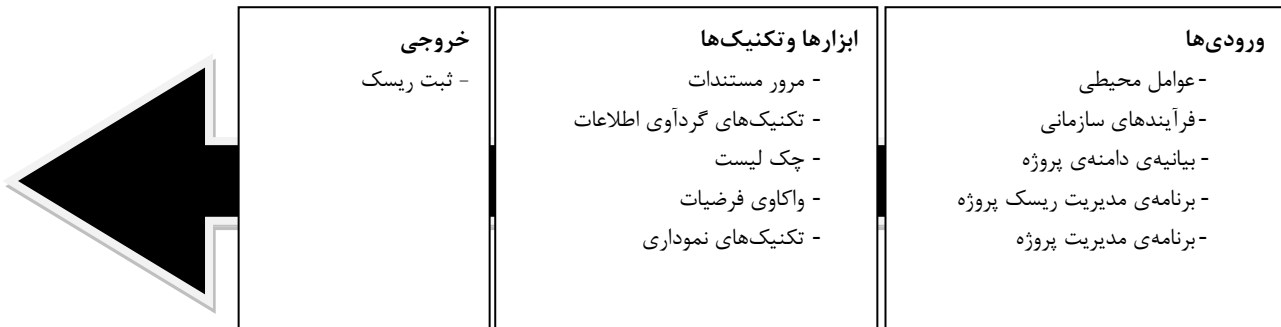 ورودی‌ها
-عوامل محیطی
-فرآیندهای سازمانی
- بیانیه‌ی دامنه‌ی پروژه
- برنامه‌ی مدیریت ریسک پروژه
-برنامه‌ی مدیریت پروژه
ابزارها وتکنیک‌ها
- مرور مستندات
- تکنیک‌های گردآوی اطلاعات
- چک لیست
- واکاوی فرضیات
- تکنیک‌های نموداری
خروجی
- ثبت ریسک